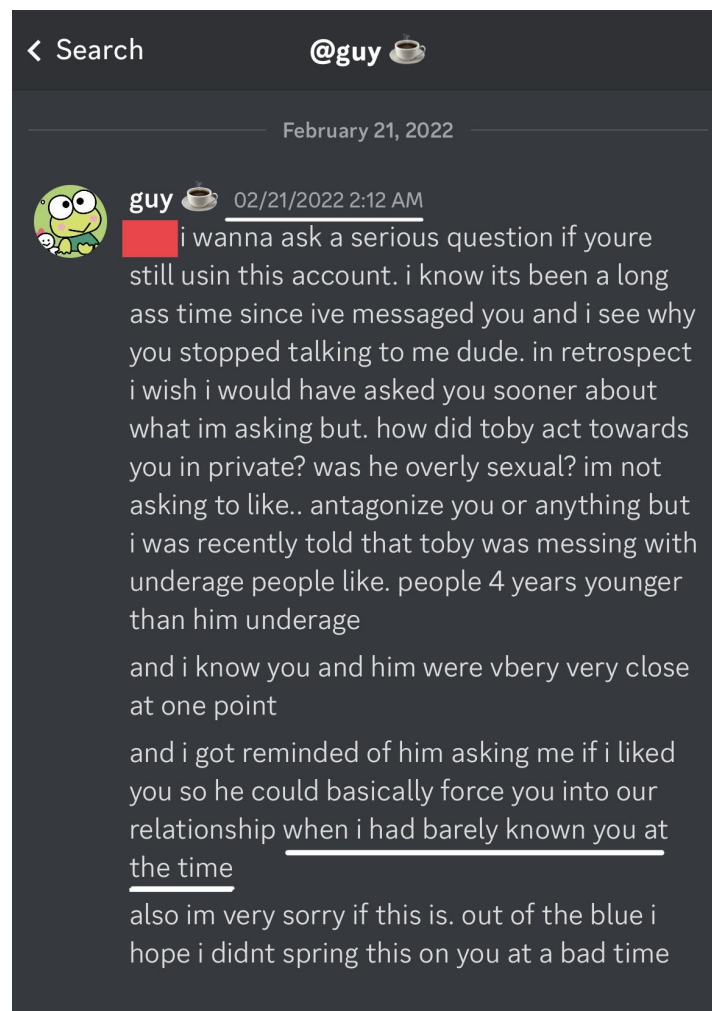 Search
@guy ☕
February 21, 2022
guy ☕ 02/21/2022 2:12 AM
i wanna ask a serious question if youre
still usin this account. i know its been a long
ass time since ive messaged you and i see why
you stopped talking to me dude. in retrospect
i wish i would have asked you sooner about
what im asking but. how did toby act towards
you in private? was he overly sexual? im not
asking to like.. antagonize you or anything but
i was recently told that toby was messing with
underage people like. people 4 years younger
than him underage
and i know you and him were vbery very close
at one point
and i got reminded of him asking me if i liked
you so he could basically force you into our
relationship when i had barely known you at
the time
also im very sorry if this is. out of the blue i
hope i didnt spring this on you at a bad time